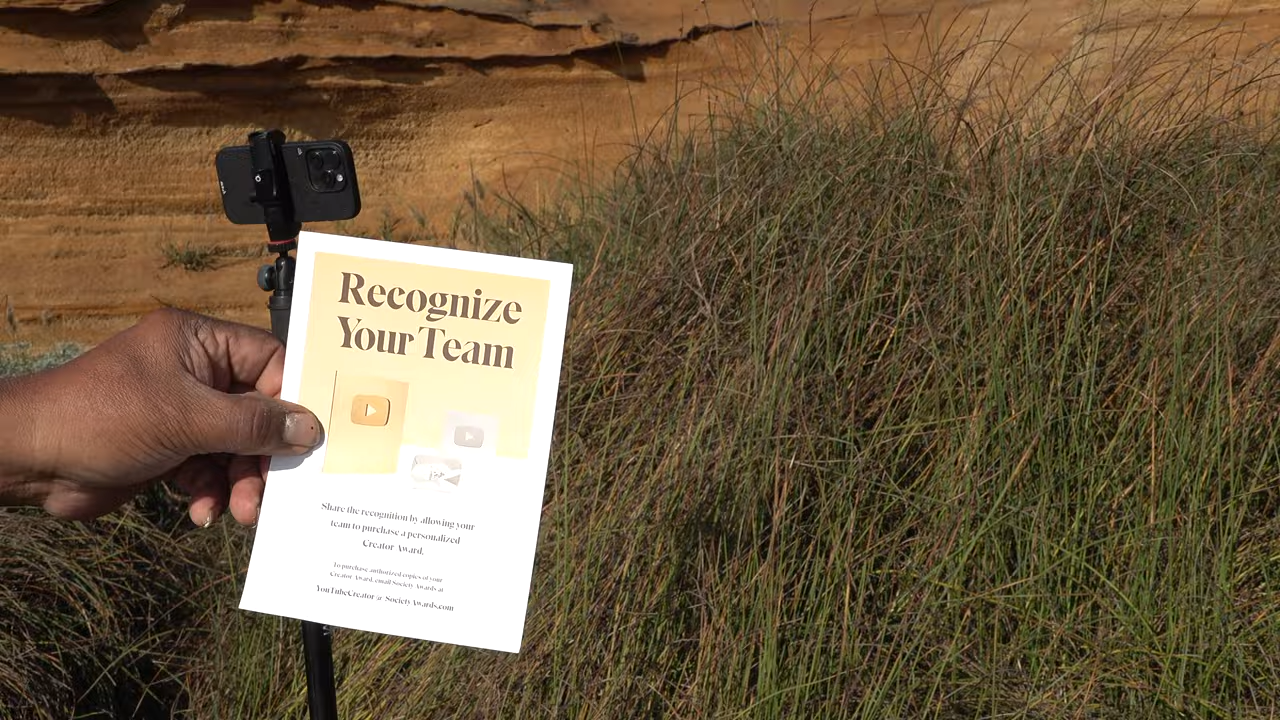 Recognize
Your Team
Share the recognition by allowing your
team to purchase a personalized
Creator Award.
To purchase authorized copies of your
Creator Award, email Society Awards at
YouTubeCreator @ SocietyAwards.com